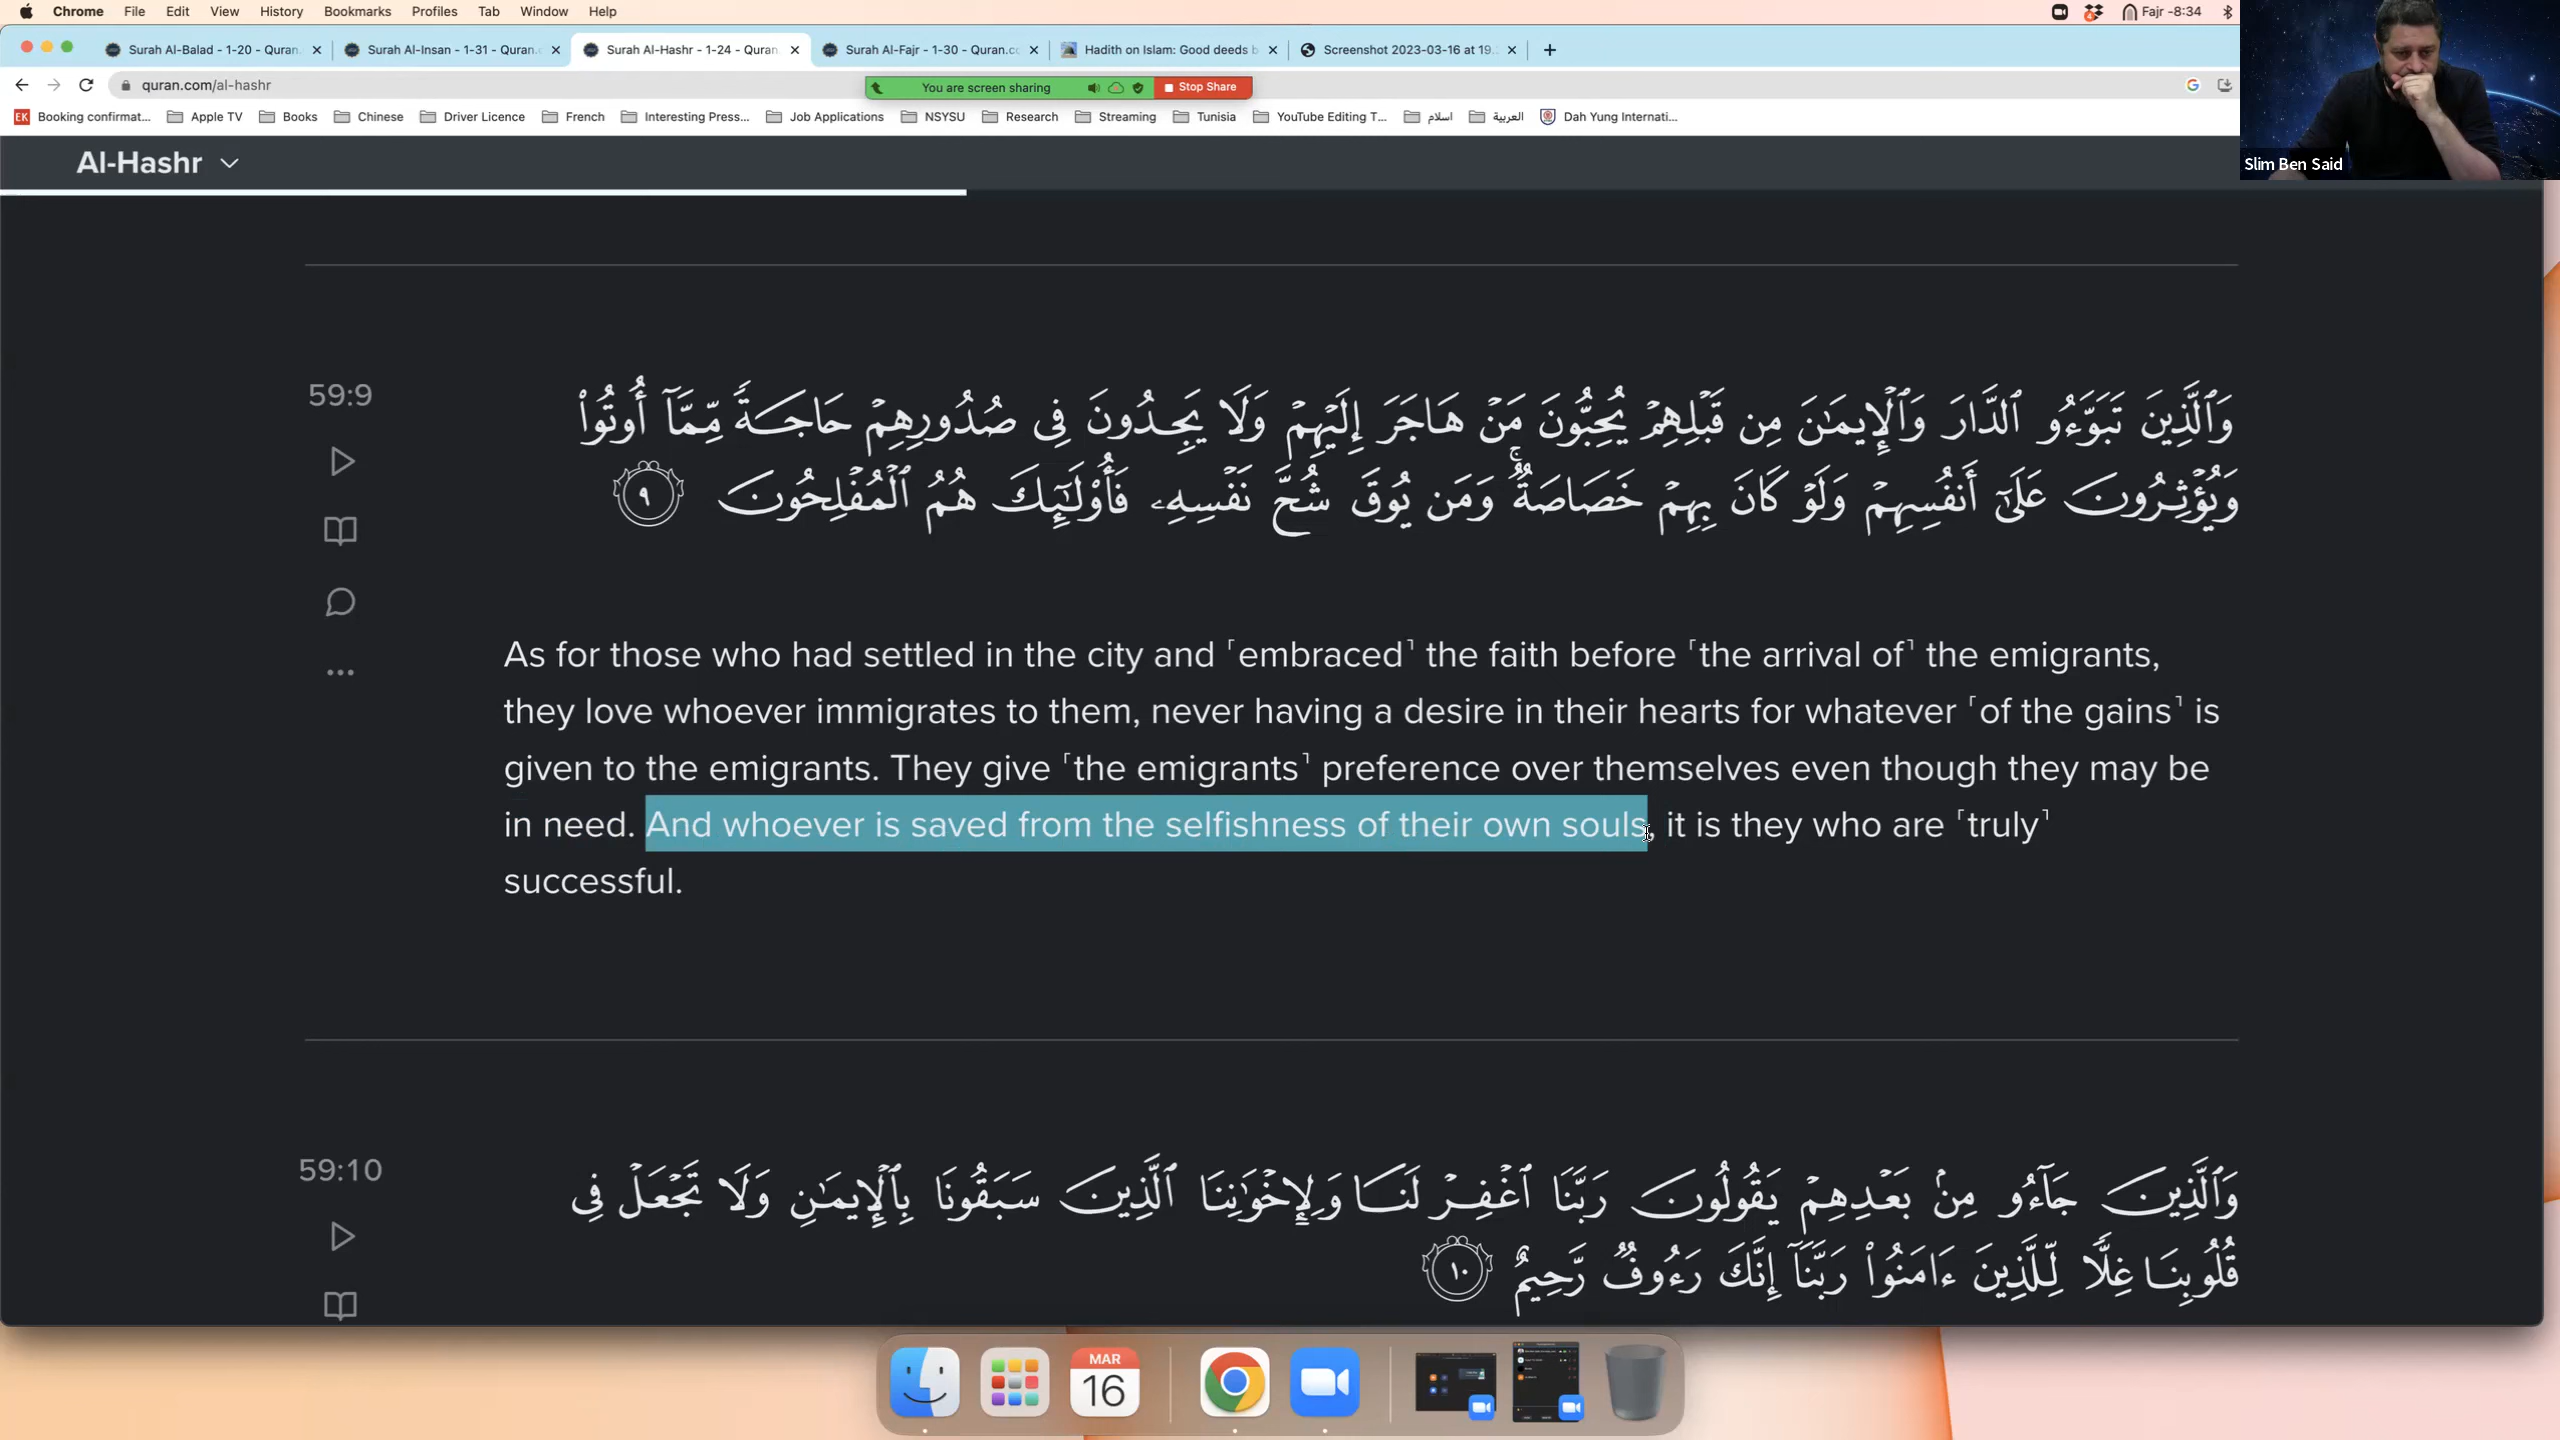 Chrome File Edit View History Bookmarks Profiles Tab Window Help
Fajr -8:34
Surah Al-Balad - 1-20 - Quran.
Surah Al-Insan - 1-31 - Quran.c
Surah Al-Hashr - 1-24 - Quran.
Surah Al-Fajr - 1-30 - Quran.co
Hadith on Islam: Good deeds b
Screenshot 2023-03-16 at 19.
quran.com/al-hashr
You are screen sharing
Stop Share
EK Booking confirmat... Apple TV Books Chinese Driver Licence French Interesting Press... Job Applications NSYSU Research Streaming Tunisia YouTube Editing T... اسلام العربية Dah Yung Internati...
Slim Ben Said
Al-Hashr
59:9
وَٱلَّذِينَ تَبَوَّءُو ٱلدَّارَ وَٱلْإِيمَـٰنَ مِن قَبْلِهِمْ يُحِبُّونَ مَنْ هَاجَرَ إِلَيْهِمْ وَلَا يَجِدُونَ فِى صُدُورِهِمْ حَاجَةًۭ مِّمَّآ أُوتُوا۟
وَيُؤْثِرُونَ عَلَىٰٓ أَنفُسِهِمْ وَلَوْ كَانَ بِهِمْ خَصَاصَةٌۭ ۚ وَمَن يُوقَ شُحَّ نَفْسِهِۦ فَأُو۟لَـٰٓئِكَ هُمُ ٱلْمُفْلِحُونَ ٩
As for those who had settled in the city and ˹embraced˺ the faith before ˹the arrival of˺ the emigrants,
they love whoever immigrates to them, never having a desire in their hearts for whatever ˹of the gains˺ is
given to the emigrants. They give ˹the emigrants˺ preference over themselves even though they may be
in need. And whoever is saved from the selfishness of their own souls, it is they who are ˹truly˺
successful.
59:10
وَٱلَّذِينَ جَآءُو مِنۢ بَعْدِهِمْ يَقُولُونَ رَبَّنَا ٱغْفِرْ لَنَا وَلِإِخْوَٰنِنَا ٱلَّذِينَ سَبَقُونَا بِٱلْإِيمَـٰنِ وَلَا تَجْعَلْ فِى
قُلُوبِنَا غِلًّۭا لِّلَّذِينَ ءَامَنُوا۟ رَبَّنَآ إِنَّكَ رَءُوفٌۭ رَّحِيمٌ ١٠
MAR
16